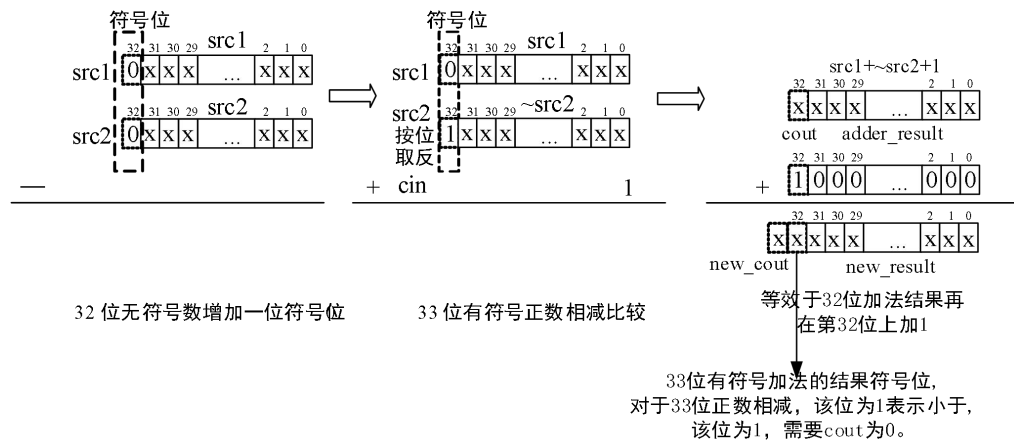 符号位
32 31 30 29 src1 2 1 0
src1 0 x x x ... x x x
32 31 30 29 src2 2 1 0
src2 0 x x x ... x x x
—
32位无符号数增加一位符号位
符号位
32 31 30 29 src1 2 1 0
src1 0 x x x ... x x x
32 31 30 29 ~src2 2 1 0
src2 1 x x x ... x x x
按位
取反
+ cin 1
33位有符号正数相减比较
src1+~src2+1
32 31 30 29 2 1 0
x x x x ... x x x
cout adder_result
32 31 30 29 2 1 0
+ 1 0 0 0 ... 0 0 0
32 31 30 29 2 1 0
x x x x x ... x x x
new_cout new_result
等效于32位加法结果再
在第32位上加1
33位有符号加法的结果符号位,
对于33位正数相减，该位为1表示小于,
该位为1，需要cout为0。